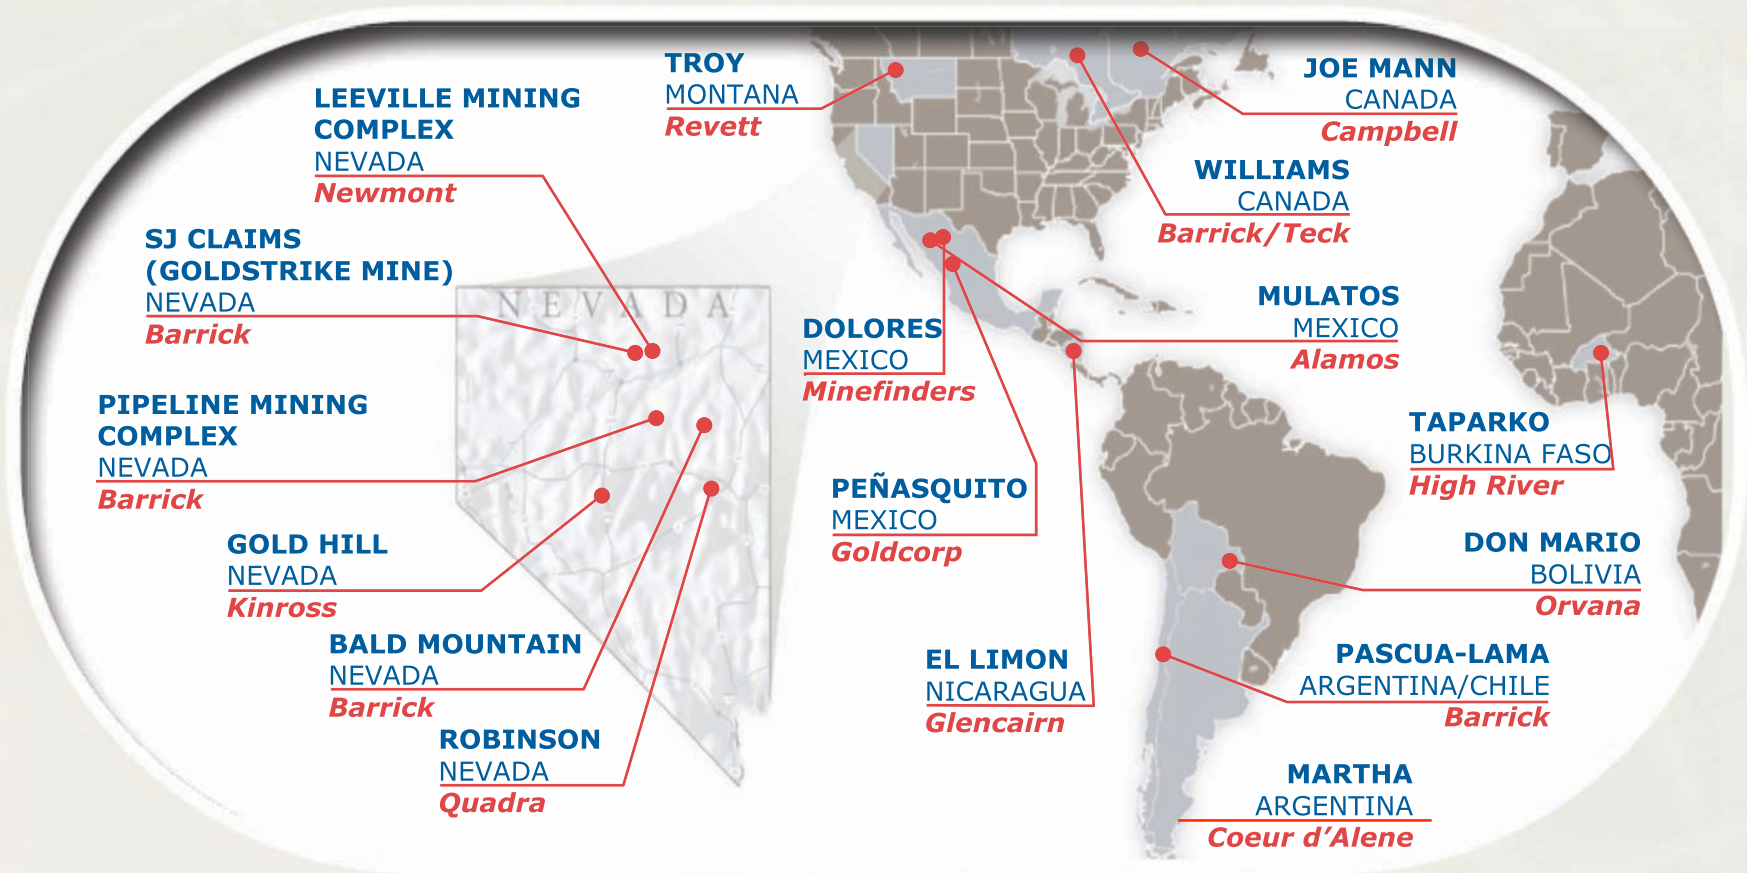 TROY
MONTANA
Revett
JOE MANN
CANADA
Campbell
LEEVILLE MINING
COMPLEX
NEVADA
Newmont
WILLIAMS
CANADA
Barrick/Teck
SJ CLAIMS
(GOLDSTRIKE MINE)
NEVADA
Barrick
NEVADA
MULATOS
MEXICO
Alamos
DOLORES
MEXICO
Minefinders
PIPELINE MINING
COMPLEX
NEVADA
Barrick
TAPARKO
BURKINA FASO
High River
PEÑASQUITO
MEXICO
Goldcorp
GOLD HILL
NEVADA
Kinross
DON MARIO
BOLIVIA
Orvana
BALD MOUNTAIN
NEVADA
Barrick
EL LIMON
NICARAGUA
Glencairn
PASCUA-LAMA
ARGENTINA/CHILE
Barrick
ROBINSON
NEVADA
Quadra
MARTHA
ARGENTINA
Coeur d’Alene